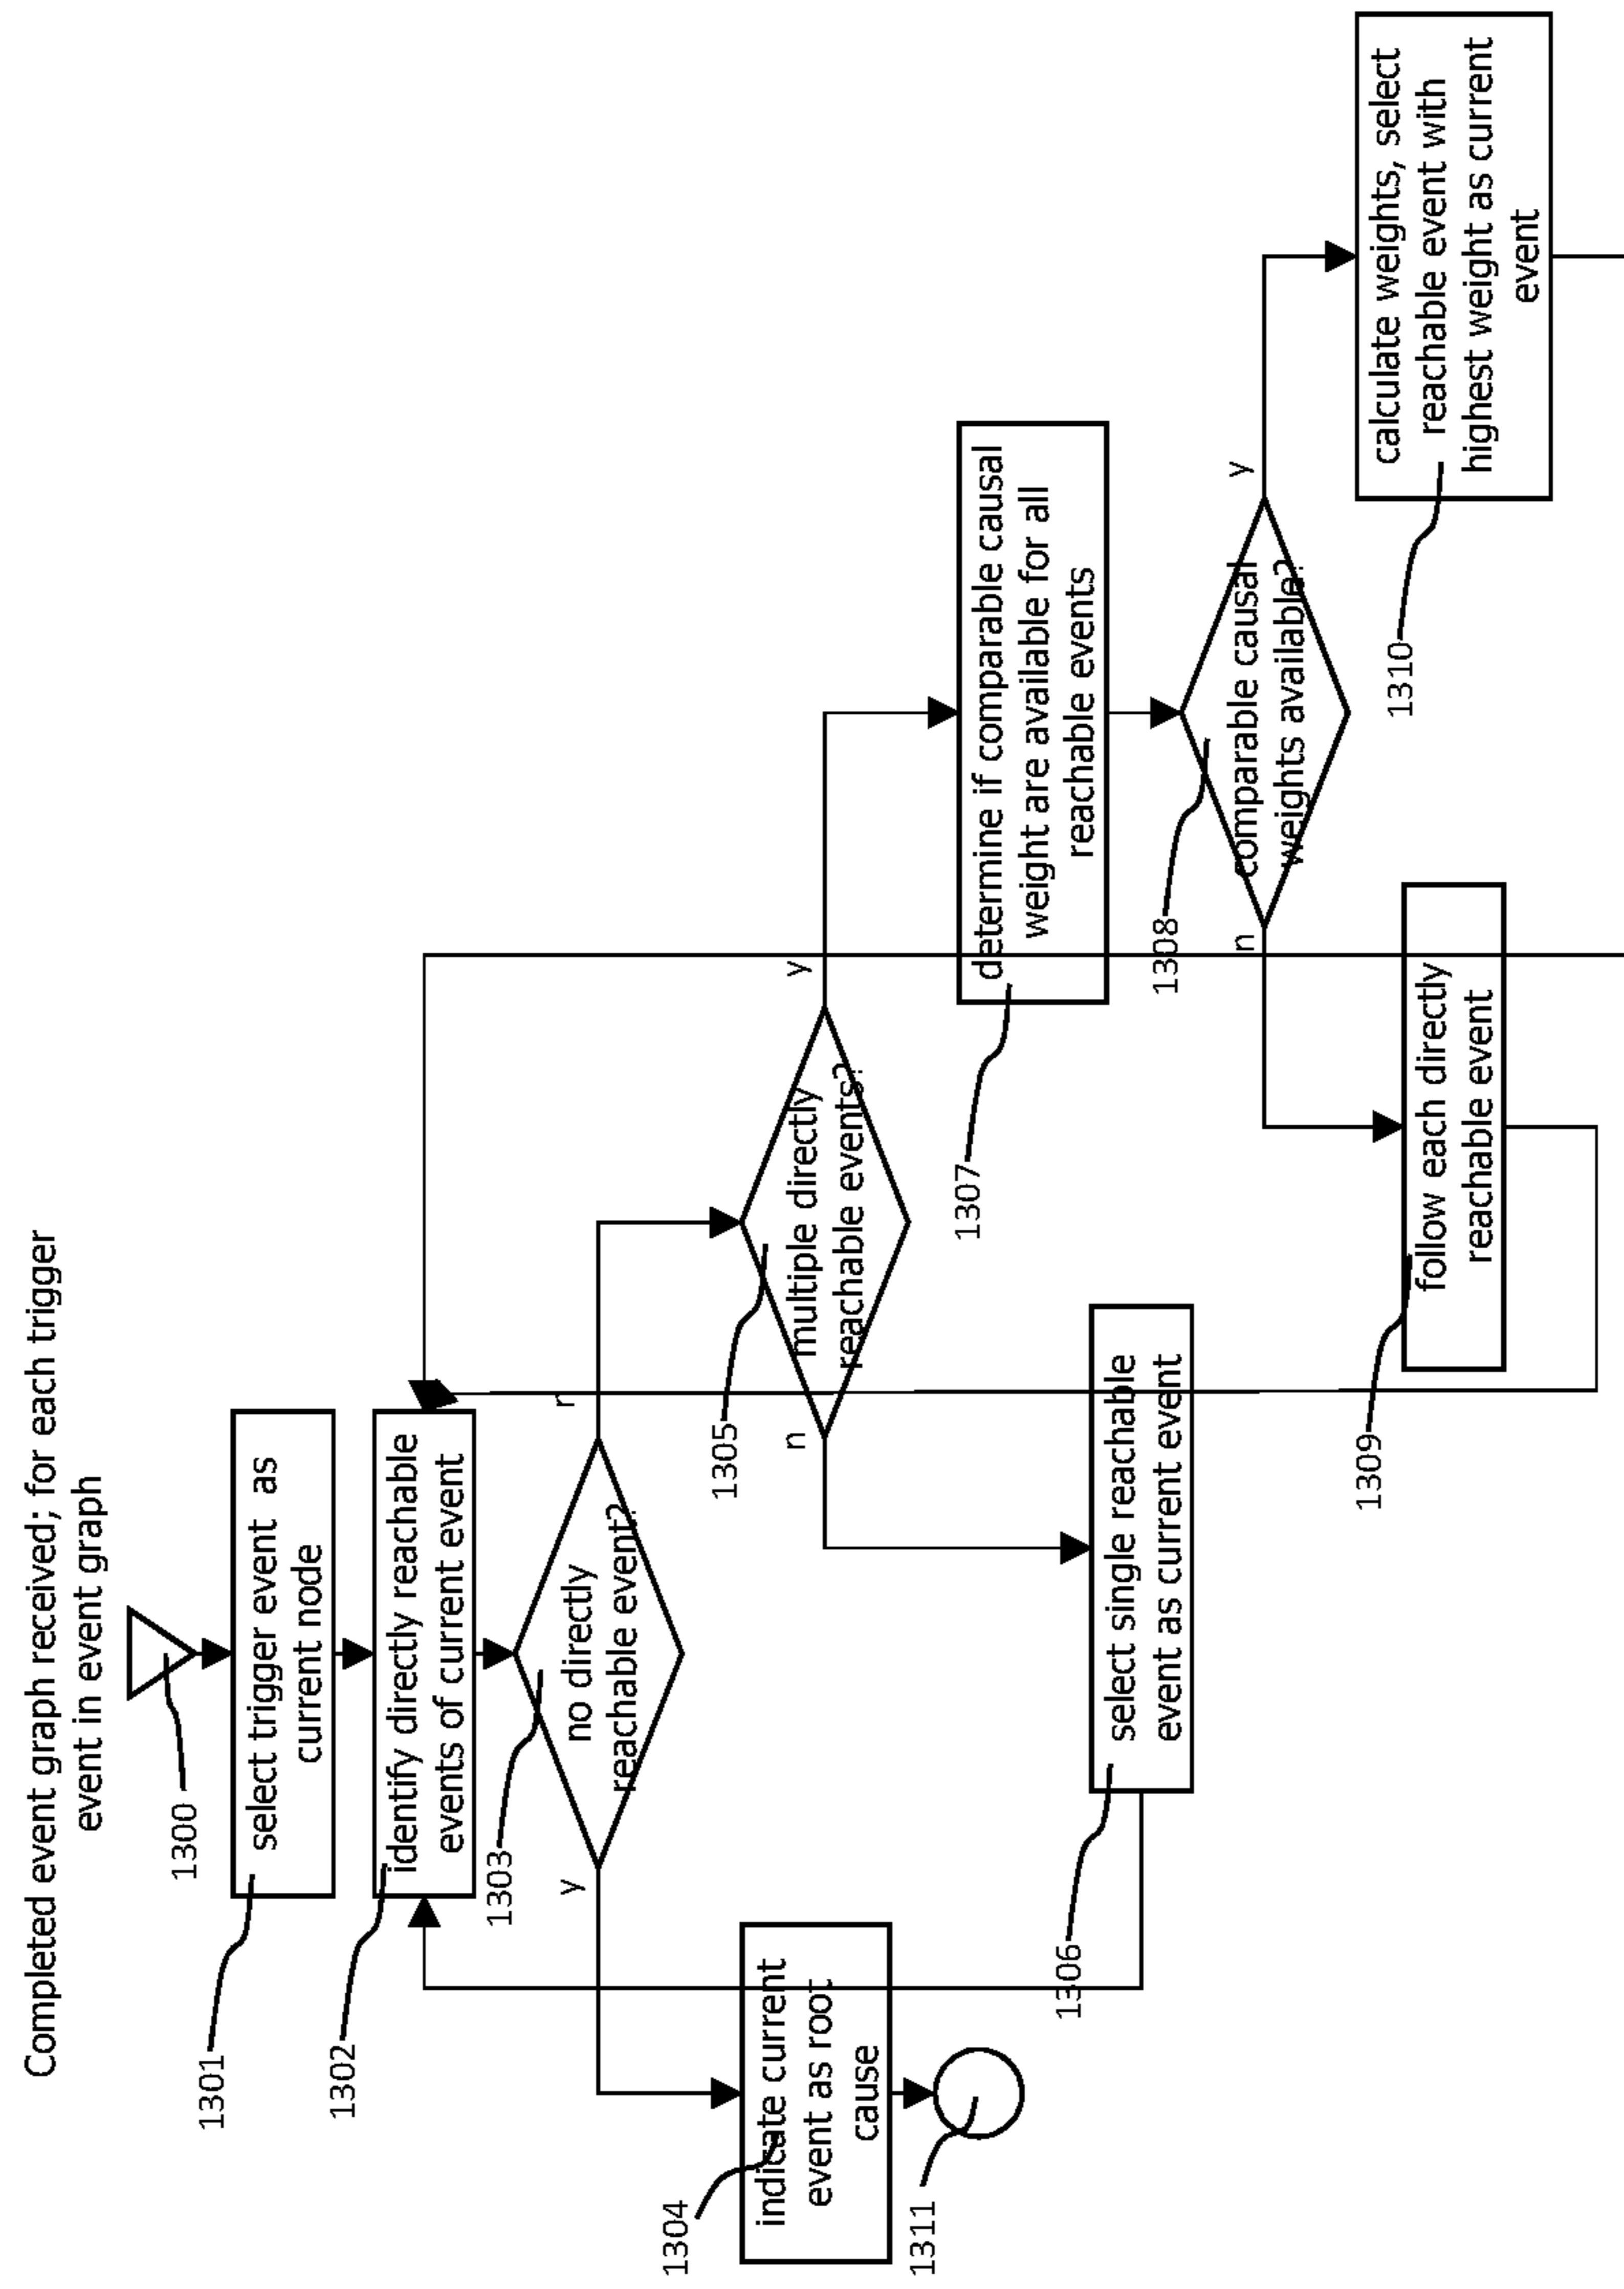 Completed event graph received; for each trigger
event in event graph
1300
1301
select trigger event as
current node
1302
identify directly reachable
events of current event
1303
no directly
reachable event?
y
r
1304
indicate current
event as root
cause
1311
1305
multiple directly
reachable events?
n
y
1306
select single reachable
event as current event
1307
determine if comparable causal
weight are available for all
reachable events
1308
comparable causal
weights available?
n
y
1309
follow each directly
reachable event
1310
calculate weights, select
reachable event with
highest weight as current
event